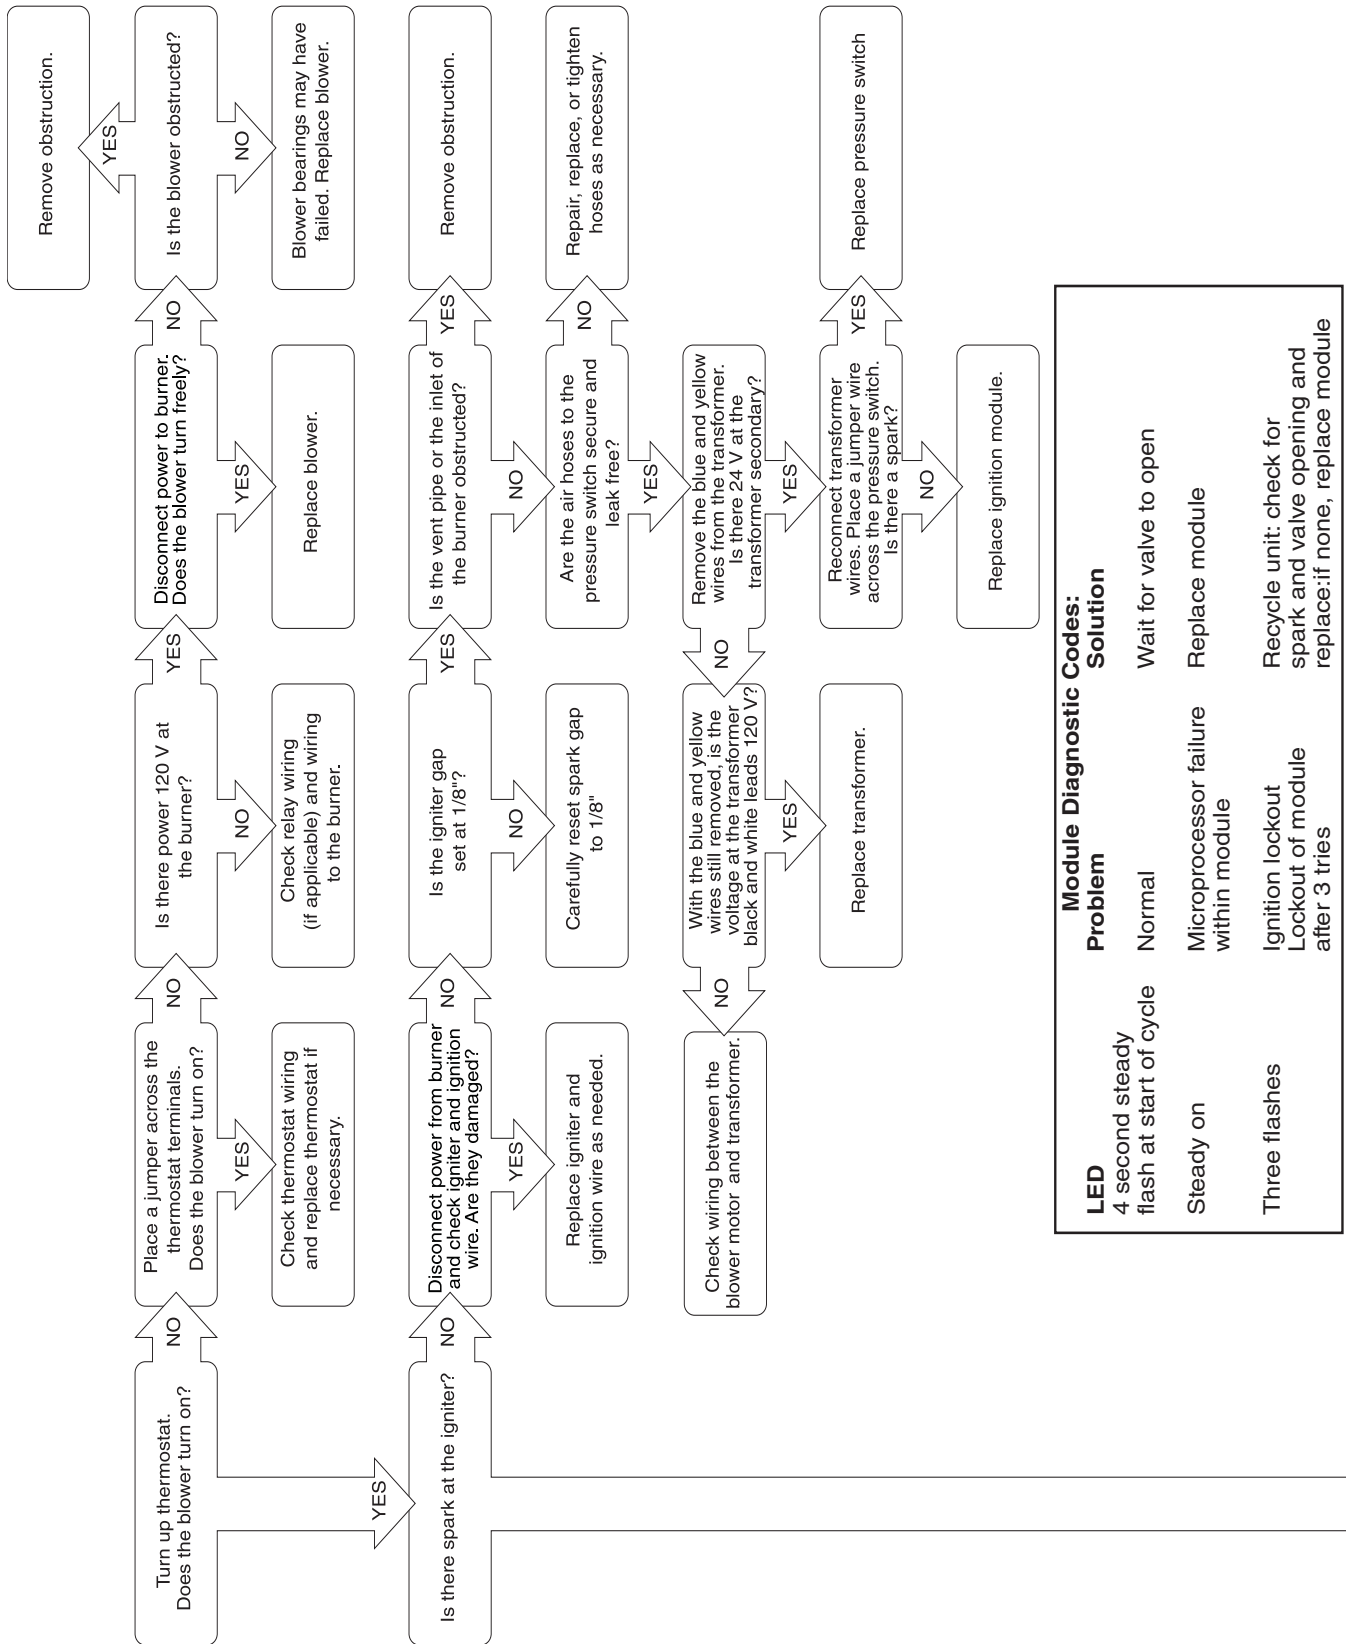 Turn up thermostat.
Does the blower turn on?
NO
Place a jumper across the
thermostat terminals.
Does the blower turn on?
NO
Is there power 120 V at
the burner?
YES
Disconnect power to burner.
Does the blower turn freely?
NO
Is the blower obstructed?
YES
Remove obstruction.
NO
Blower bearings may have
failed. Replace blower.
YES
Check thermostat wiring
and replace thermostat if
necessary.
NO
Check relay wiring
(if applicable) and wiring
to the burner.
YES
Replace blower.
YES
Is there spark at the igniter?
NO
Disconnect power from burner
and check igniter and ignition
wire. Are they damaged?
NO
Is the igniter gap
set at 1/8"?
YES
Is the vent pipe or the inlet of
the burner obstructed?
YES
Remove obstruction.
YES
Replace igniter and
ignition wire as needed.
NO
Carefully reset spark gap
to 1/8"
NO
Are the air hoses to the
pressure switch secure and
leak free?
NO
Repair, replace, or tighten
hoses as necessary.
YES
Remove the blue and yellow
wires from the transformer.
Is there 24 V at the
transformer secondary?
NO
With the blue and yellow
wires still removed, is the
voltage at the transformer
black and white leads 120 V?
NO
Check wiring between the
blower motor and transformer.
YES
Replace transformer.
YES
Reconnect transformer
wires. Place a jumper wire
across the pressure switch.
Is there a spark?
YES
Replace pressure switch
NO
Replace ignition module.
Module Diagnostic Codes:
LED Problem Solution
4 second steady
flash at start of cycle Normal Wait for valve to open
Steady on Microprocessor failure Replace module
within module
Three flashes Ignition lockout Recycle unit: check for
Lockout of module spark and valve opening and
after 3 tries replace:if none, replace module